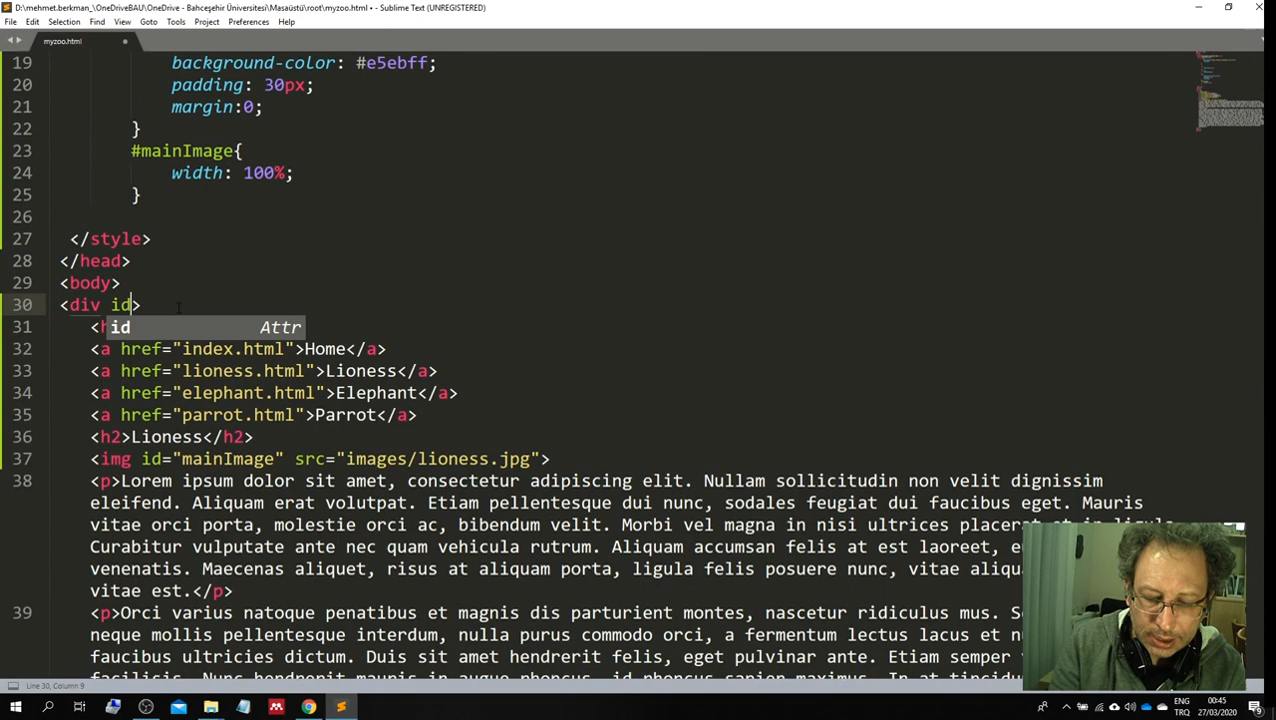 D:\mehmet.berkman_\OneDriveBAU\OneDrive - Bahçeşehir Üniversitesi\Masaüstü\root\myzoo.html • - Sublime Text (UNREGISTERED)
File Edit Selection Find View Goto Tools Project Preferences Help
myzoo.html
19 background-color: #e5ebff;
20 padding: 30px;
21 margin:0;
22 }
23 #mainImage{
24 width: 100%;
25 }
26
27 </style>
28 </head>
29 <body>
30 <div id>
31 <h
id Attr
32 <a href="index.html">Home</a>
33 <a href="lioness.html">Lioness</a>
34 <a href="elephant.html">Elephant</a>
35 <a href="parrot.html">Parrot</a>
36 <h2>Lioness</h2>
37 <img id="mainImage" src="images/lioness.jpg">
38 <p>Lorem ipsum dolor sit amet, consectetur adipiscing elit. Nullam sollicitudin non velit dignissim
eleifend. Aliquam erat volutpat. Etiam pellentesque dui nunc, sodales feugiat dui faucibus eget. Mauris
vitae orci porta, molestie orci ac, bibendum velit. Morbi vel magna in nisi ultrices placerat et in ligula
Curabitur vulputate ante nec quam vehicula rutrum. Aliquam accumsan felis at est laoreet,
venenatis. Maecenas aliquet, risus at aliquam porta, ligula felis posuere nunc, vitae
vitae est.</p>
39 <p>Orci varius natoque penatibus et magnis dis parturient montes, nascetur ridiculus mus.
neque mollis pellentesque interdum, nulla purus commodo orci, a fermentum lectus lacus et
faucibus ultricies dictum. Duis sit amet hendrerit felis, eget pulvinar ante. Etiam semper
Line 30, Column 9
ENG
TRQ
00:45
27/03/2020